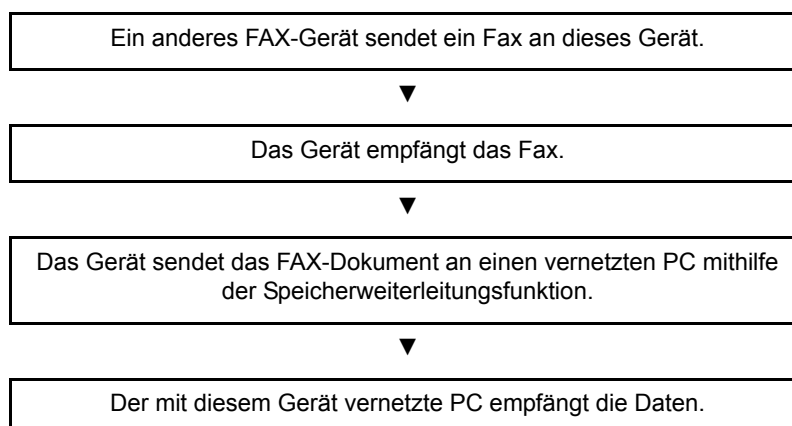 Ein anderes FAX-Gerät sendet ein Fax an dieses Gerät.
▼
Das Gerät empfängt das Fax.
▼
Das Gerät sendet das FAX-Dokument an einen vernetzten PC mithilfe
der Speicherweiterleitungsfunktion.
▼
Der mit diesem Gerät vernetzte PC empfängt die Daten.